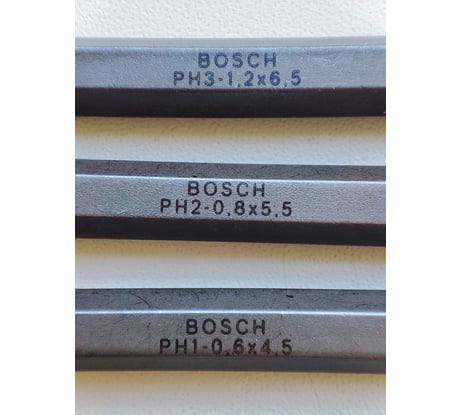 BOSCH
PH3-1,2x6,5
BOSCH
PH2-0,8x5,5
BOSCH
PH1-0,6x4,5